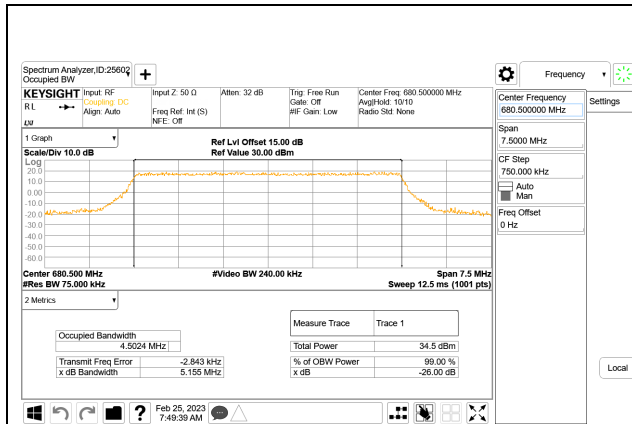 Spectrum Analyzer,ID:25602
Occupied BW
Frequency
KEYSIGHT
RL
LXI
Input: RF
Coupling: DC
Align: Auto
Input Z: 50 Ω
Freq Ref: Int (S)
NFE: Off
Atten: 32 dB
Trig: Free Run
Gate: Off
#IF Gain: Low
Center Freq: 680.500000 MHz
Avg|Hold: 10/10
Radio Std: None
Center Frequency
680.500000 MHz
Settings
Span
7.5000 MHz
CF Step
750.000 kHz
Auto
Man
Freq Offset
0 Hz
Local
1 Graph
Scale/Div 10.0 dB
Ref Lvl Offset 15.00 dB
Ref Value 30.00 dBm
Log
20.0
10.0
0.00
-10.0
-20.0
-30.0
-40.0
-50.0
-60.0
Center 680.500 MHz
#Video BW 240.00 kHz
Span 7.5 MHz
#Res BW 75.000 kHz
Sweep 12.5 ms (1001 pts)
2 Metrics
Occupied Bandwidth
4.5024 MHz
Transmit Freq Error -2.843 kHz
x dB Bandwidth 5.155 MHz
Measure Trace Trace 1
Total Power 34.5 dBm
% of OBW Power 99.00 %
x dB -26.00 dB
?
Feb 25, 2023
7:49:39 AM